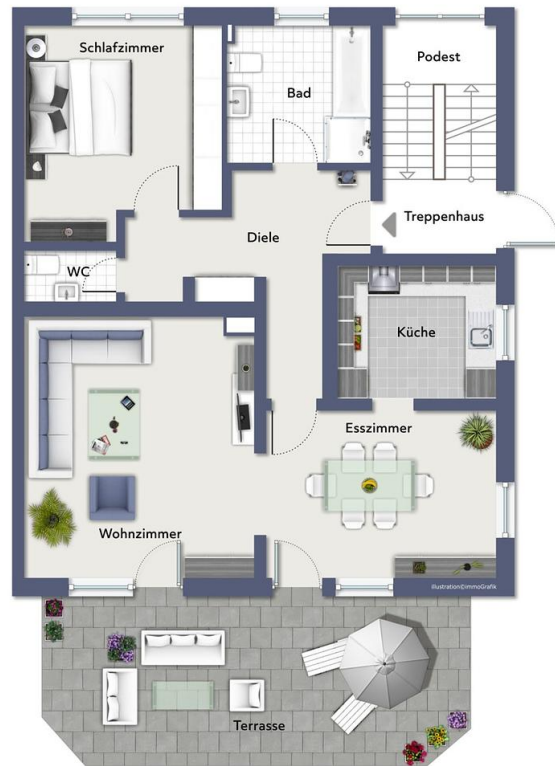 Schlafzimmer
Bad
Podest
Treppenhaus
Diele
WC
Küche
Esszimmer
Wohnzimmer
Illustration©immoGrafik
Terrasse